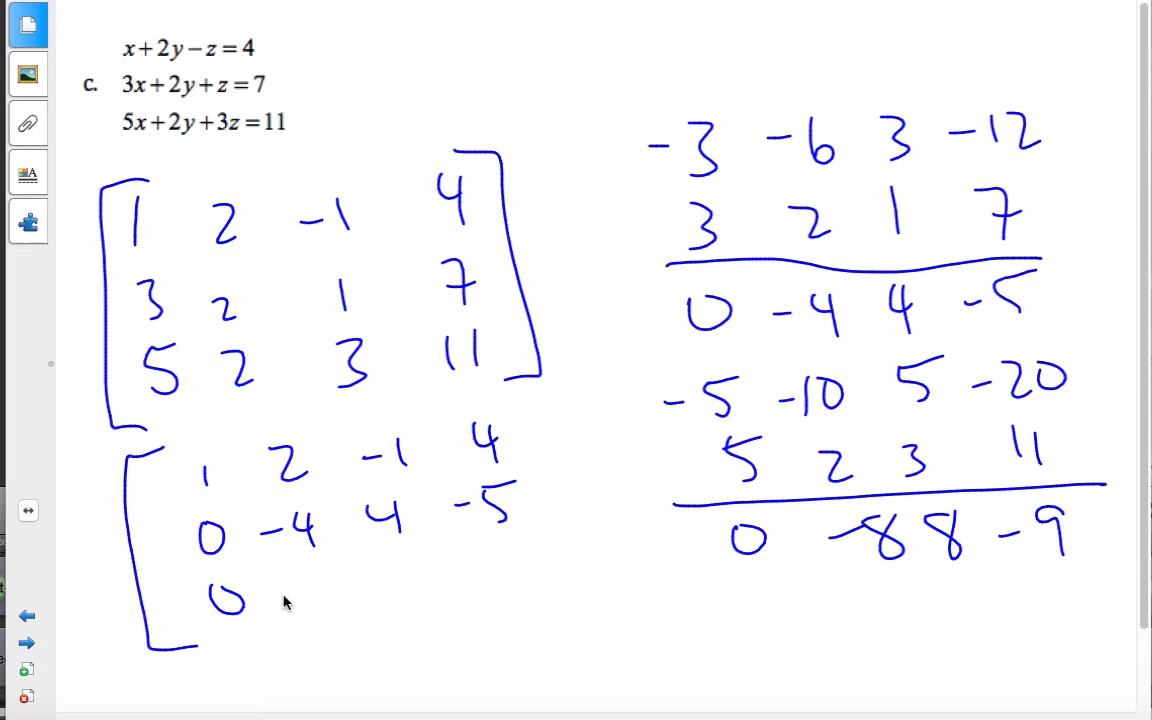 x+2y−z=4
c. 3x+2y+z=7
5x+2y+3z=11
1 2 -1 4
3 2 1 7
5 2 3 11
1 2 -1 4
0 -4 4 -5
0
-3 -6 3 -12
3 2 1 7
0 -4 4 -5
-5 -10 5 -20
5 2 3 11
0 -8 8 -9